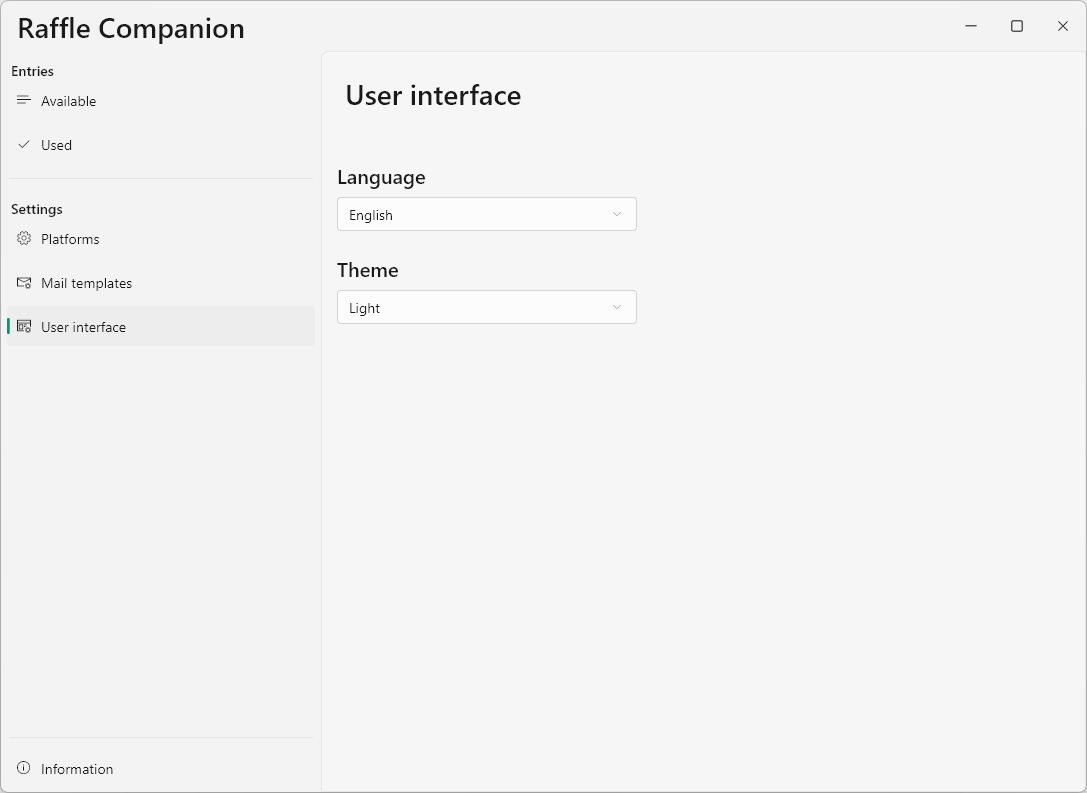 Raffle Companion
Entries
Available
Used
Settings
Platforms
Mail templates
User interface
Information
User interface
Language
English
Theme
Light